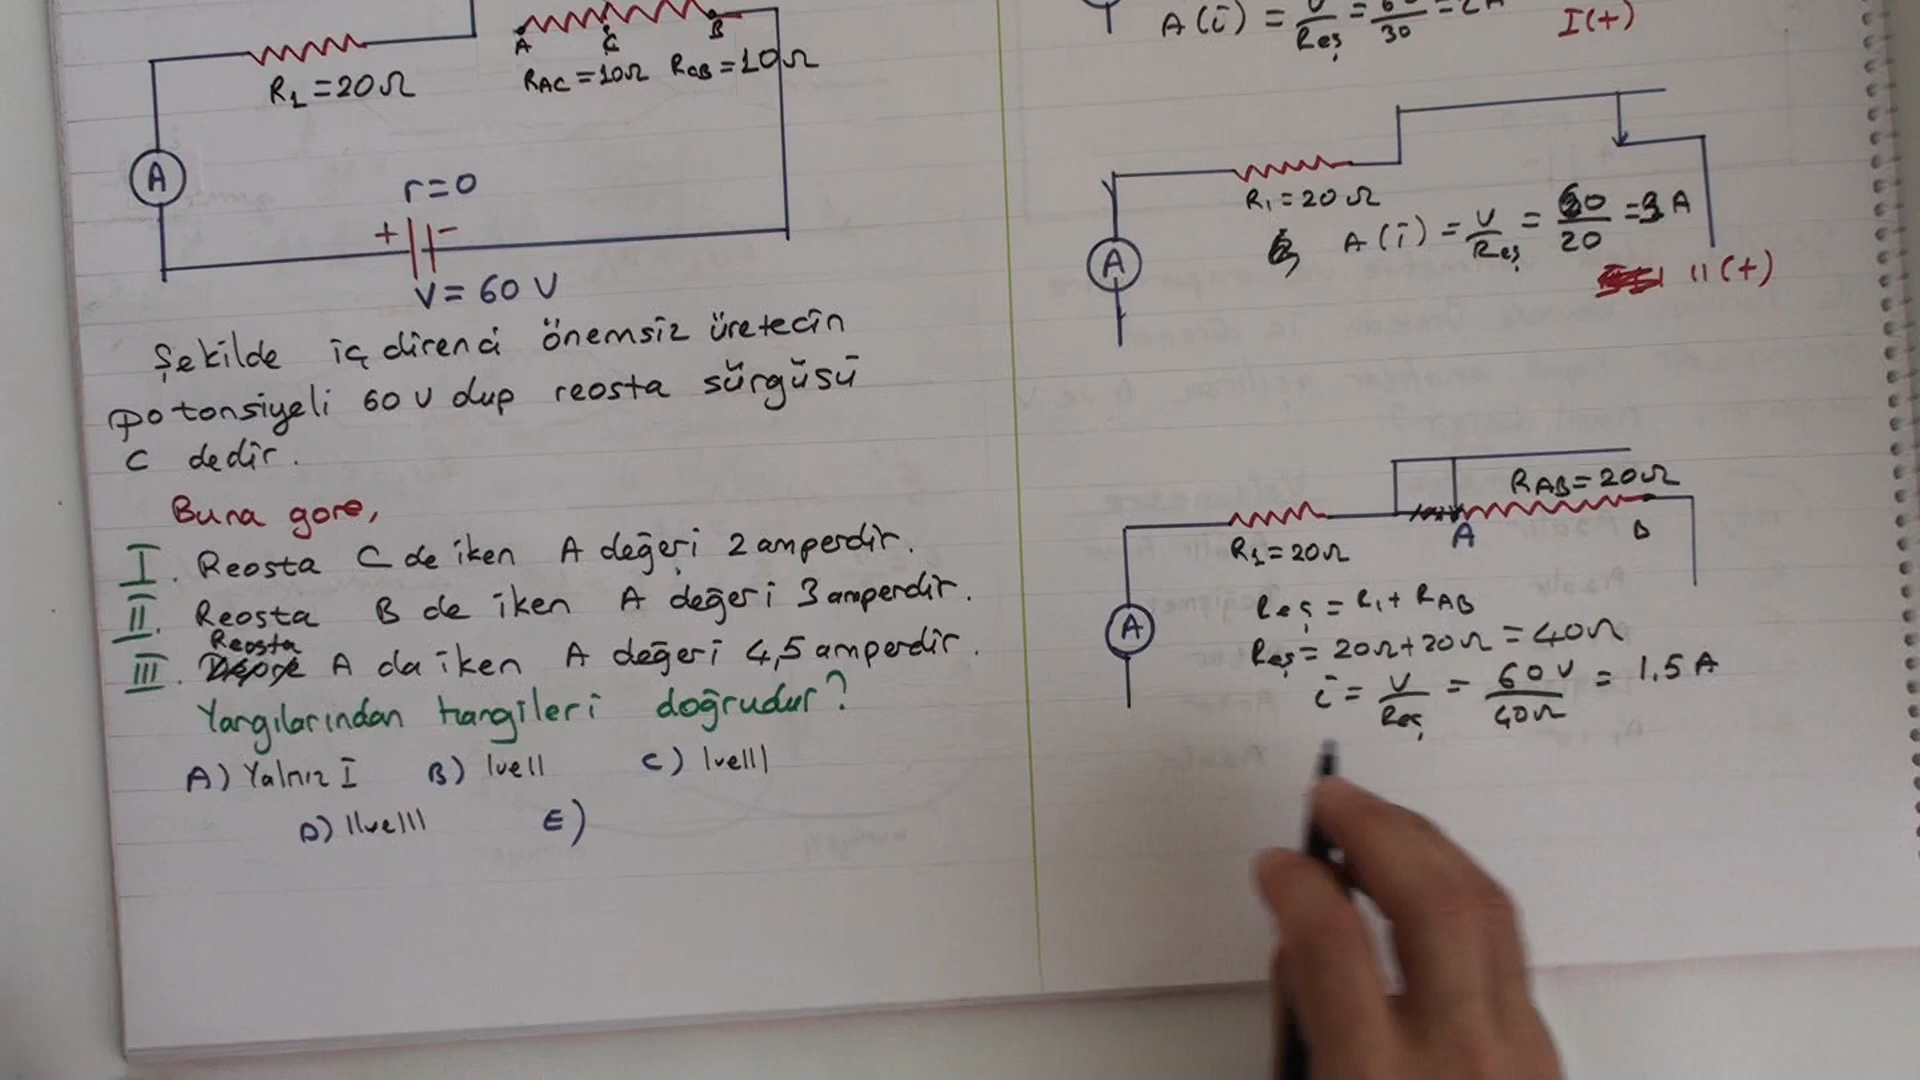 A C B
R1=20Ω RAC=10Ω RCB=10Ω
A
r=0
+ -
V=60 V
Şekilde iç direnci önemsiz üretecin
potonsiyeli 60 V dup reosta sürgüsü
C dedir.
Buna gore,
I. Reosta C de iken A değeri 2 amperdir.
II. Reosta B de iken A değeri 3 amperdir.
Reosta
III. A da iken A değeri 4,5 amperdir.
Yargılarından hangileri doğrudur?
A) Yalnız I B) I ve II C) I ve III
D) II ve III E)
A(i) = V/Reş = 60/30 = 2A
I(+)
R1=20Ω
A
A(i) = V/Reş = 60/20 = 3 A
II(+)
RAB=20Ω
R1=20Ω A B
A
Reş = R1+RAB
Reş = 20Ω+20Ω = 40Ω
i = V/Reş = 60V/40Ω = 1.5 A